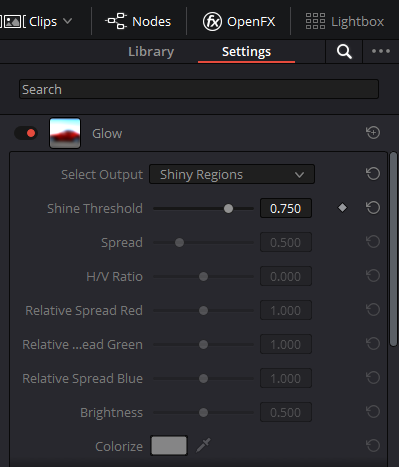 Clips Nodes fx OpenFX Lightbox
Library Settings
Search
Glow
Select Output Shiny Regions
Shine Threshold 0.750
Spread 0.500
H/V Ratio 0.000
Relative Spread Red 1.000
Relative ...ead Green 1.000
Relative Spread Blue 1.000
Brightness 0.500
Colorize